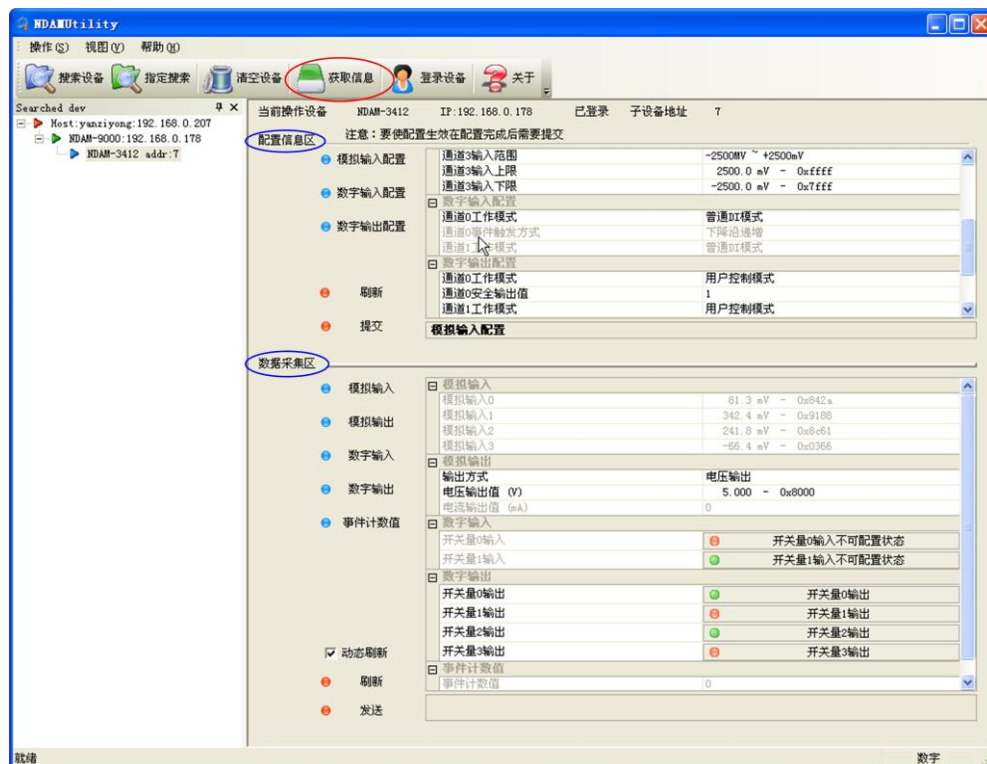 NDAMUtility
操作(S) 视图(V) 帮助(H)
搜索设备 指定搜索 清空设备 获取信息 登录设备 关于
Searched dev
Host:yanziyong:192.168.0.207
NDAM-9000:192.168.0.178
NDAM-3412 addr:7
当前操作设备 NDAM-3412 IP:192.168.0.178 已登录 子设备地址 7
配置信息区 注意：要使配置生效在配置完成后需要提交
模拟输入配置
数字输入配置
数字输出配置
刷新
提交
通道3输入范围 -2500MV ~ +2500mV
通道3输入上限 2500.0 mV - 0xffff
通道3输入下限 -2500.0 mV - 0x7fff
数字输入配置
通道0工作模式 普通DI模式
通道0事件触发方式 下降沿递增
通道1工作模式 普通DI模式
数字输出配置
通道0工作模式 用户控制模式
通道0安全输出值 1
通道1工作模式 用户控制模式
模拟输入配置
数据采集区
模拟输入
模拟输出
数字输入
数字输出
事件计数值
动态刷新
刷新
发送
模拟输入
模拟输入0 81.3 mV - 0x842a
模拟输入1 342.4 mV - 0x9188
模拟输入2 241.8 mV - 0x8c61
模拟输入3 -66.4 mV - 0x0366
模拟输出
输出方式 电压输出
电压输出值 (V) 5.000 - 0x8000
电流输出值 (mA) 0
数字输入
开关量0输入 开关量0输入不可配置状态
开关量1输入 开关量1输入不可配置状态
数字输出
开关量0输出 开关量0输出
开关量1输出 开关量1输出
开关量2输出 开关量2输出
开关量3输出 开关量3输出
事件计数值
事件计数值 0
就绪 数字